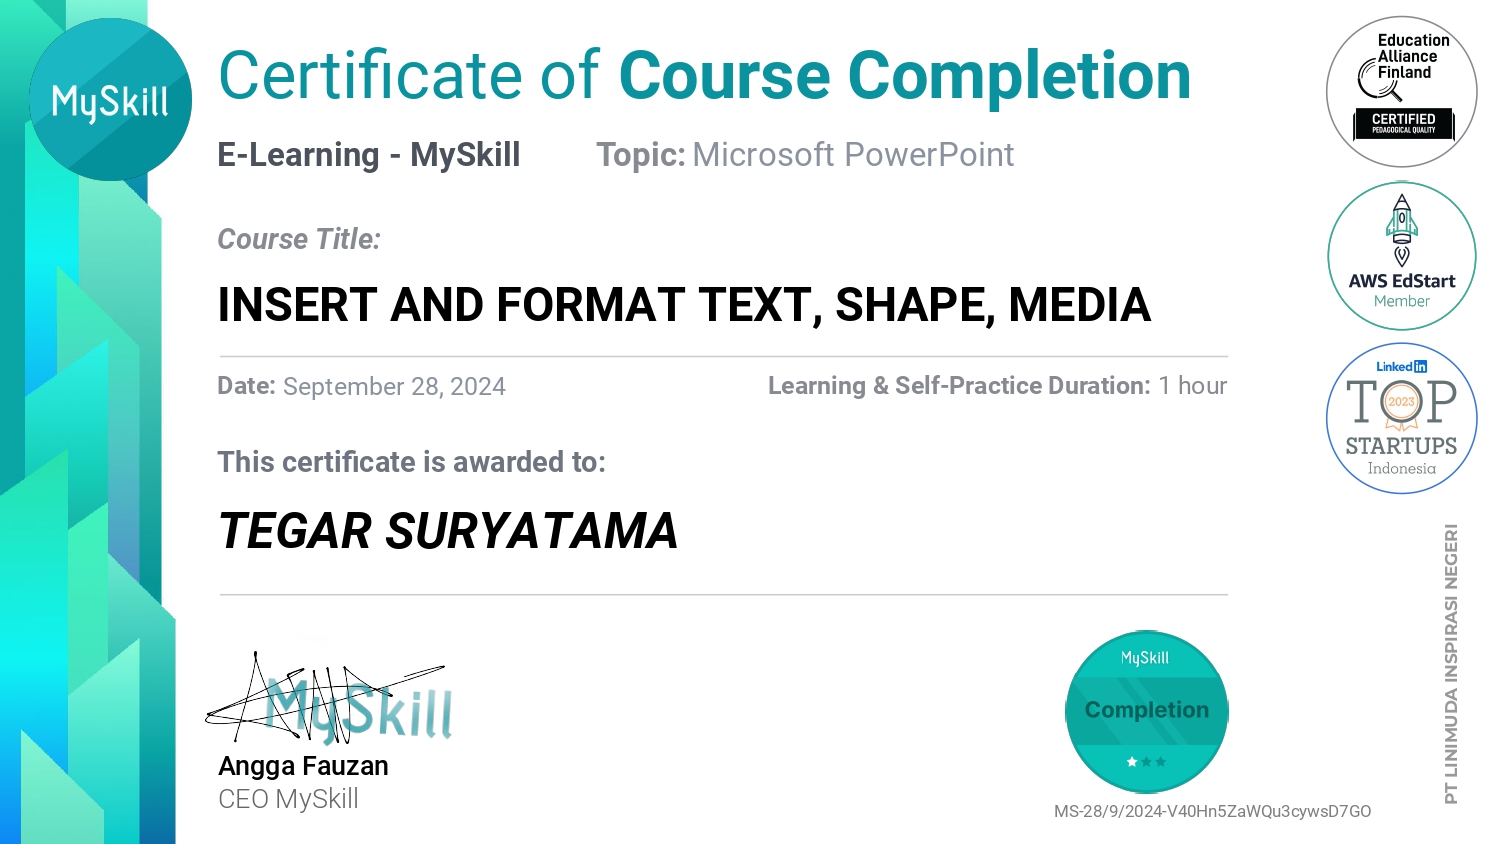 MySkill
Certificate of Course Completion
E-Learning - MySkill
Topic: Microsoft PowerPoint
Course Title:
INSERT AND FORMAT TEXT, SHAPE, MEDIA
Date: September 28, 2024
Learning & Self-Practice Duration: 1 hour
This certificate is awarded to:
TEGAR SURYATAMA
MySkill
Angga Fauzan
CEO MySkill
MySkill
Completion
MS-28/9/2024-V40Hn5ZaWQu3cywsD7GO
Education
Alliance
Finland
CERTIFIED
PEDAGOGICAL QUALITY
AWS EdStart
Member
Linked in
TOP
2023
STARTUPS
Indonesia
PT LINIMUDA INSPIRASI NEGERI